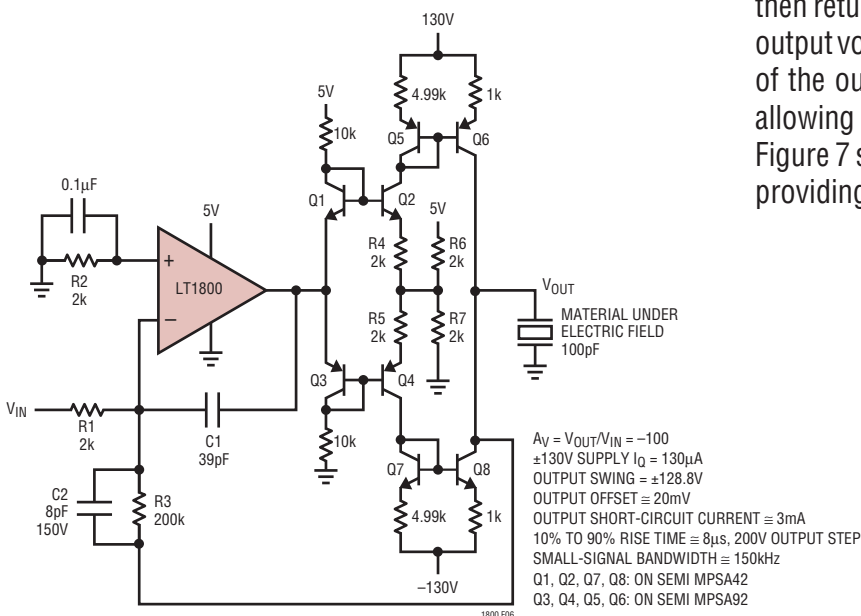 then retu
output vo
of the ou
allowing
Figure 7 s
providing
130V
4.99k
1k
5V
10k
Q5
Q6
0.1µF
5V
Q1
Q2
5V
R4
2k
R6
2k
+
LT1800
–
R2
2k
VOUT
MATERIAL UNDER
ELECTRIC FIELD
100pF
R5
2k
R7
2k
Q3
Q4
VIN
R1
2k
C1
39pF
10k
Q7
Q8
C2
8pF
150V
R3
200k
4.99k
1k
–130V
AV = VOUT/VIN = –100
±130V SUPPLY IQ = 130µA
OUTPUT SWING = ±128.8V
OUTPUT OFFSET ≅ 20mV
OUTPUT SHORT-CIRCUIT CURRENT ≅ 3mA
10% TO 90% RISE TIME ≅ 8µs, 200V OUTPUT STEP
SMALL-SIGNAL BANDWIDTH ≅ 150kHz
Q1, Q2, Q7, Q8: ON SEMI MPSA42
Q3, Q4, Q5, Q6: ON SEMI MPSA92
1800 F06